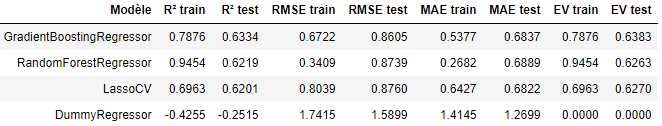 Modèle R² train R² test RMSE train RMSE test MAE train MAE test EV train EV test
GradientBoostingRegressor 0.7876 0.6334 0.6722 0.8605 0.5377 0.6837 0.7876 0.6383
RandomForestRegressor 0.9454 0.6219 0.3409 0.8739 0.2682 0.6889 0.9454 0.6263
LassoCV 0.6963 0.6201 0.8039 0.8760 0.6427 0.6822 0.6963 0.6270
DummyRegressor -0.4255 -0.2515 1.7415 1.5899 1.4145 1.2699 0.0000 0.0000